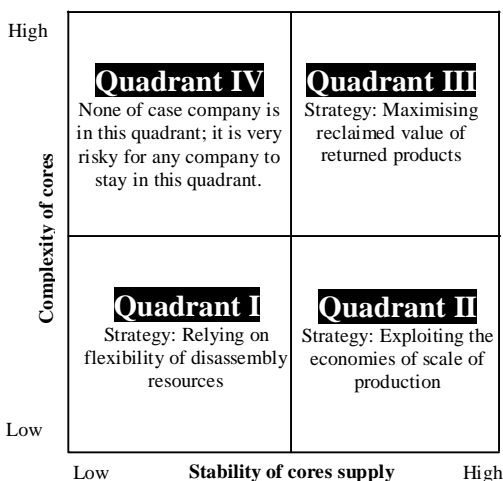 High
Quadrant IV
None of case company is
in this quadrant; it is very
risky for any company to
stay in this quadrant.
Quadrant III
Strategy: Maximising
reclaimed value of
returned products
Complexity of cores
Quadrant I
Strategy: Relying on
flexibility of disassembly
resources
Quadrant II
Strategy: Exploiting the
economies of scale of
production
Low
Low
Stability of cores supply
High